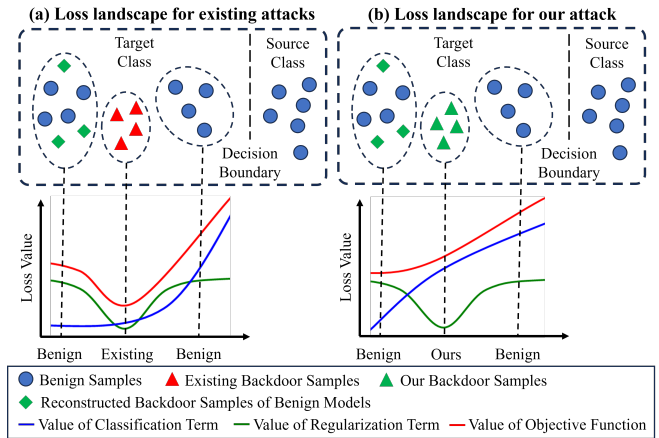 (a) Loss landscape for existing attacks
Target
Class
Source
Class
Decision
Boundary
Loss Value
Benign Existing Benign
(b) Loss landscape for our attack
Target
Class
Source
Class
Decision
Boundary
Loss Value
Benign Ours Benign
Benign Samples Existing Backdoor Samples Our Backdoor Samples
Reconstructed Backdoor Samples of Benign Models
Value of Classification Term Value of Regularization Term Value of Objective Function